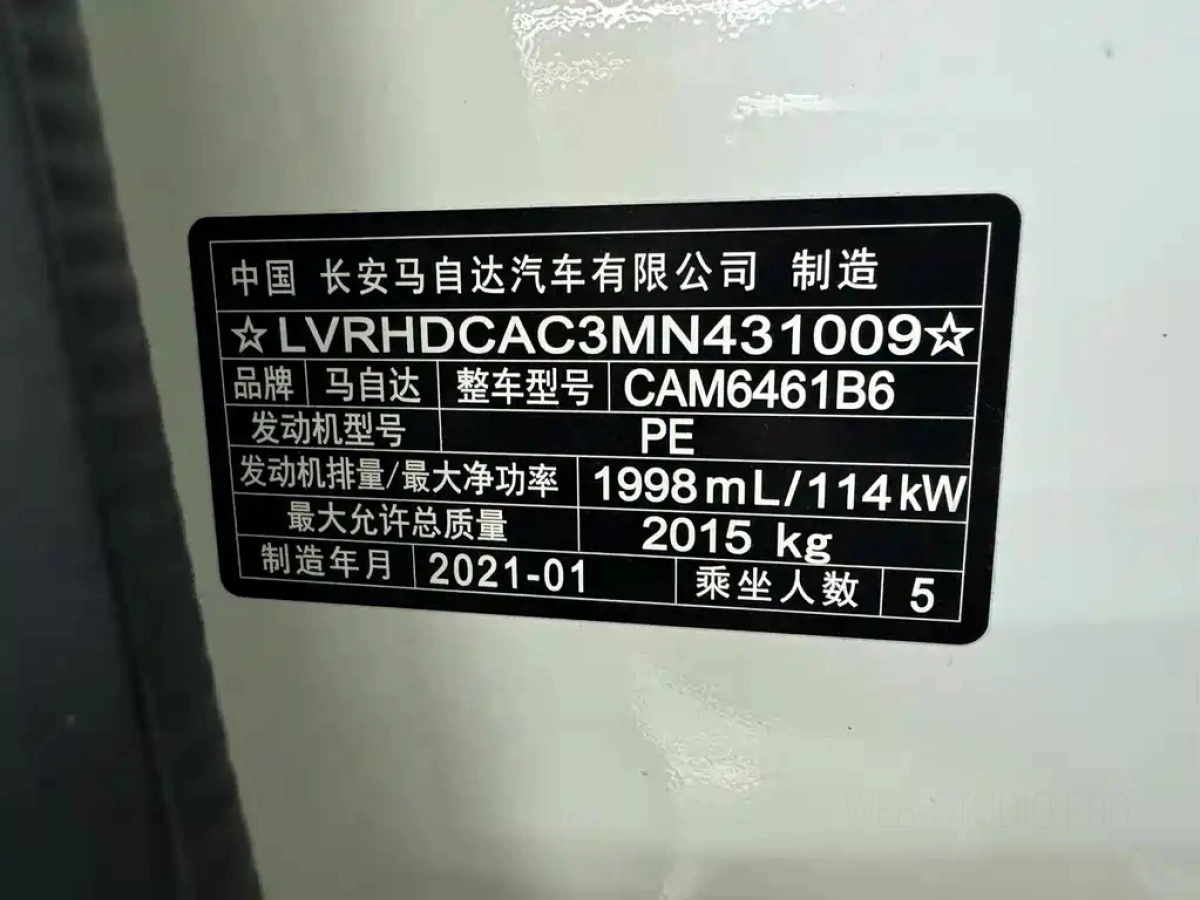 中国 长安马自达汽车有限公司 制造
☆LVRHDCAC3MN431009☆
品牌 马自达 整车型号 CAM6461B6
发动机型号 PE
发动机排量/最大净功率 1998mL/114kW
最大允许总质量 2015 kg
制造年月 2021-01 乘坐人数 5
WEB-STUDIO PRO